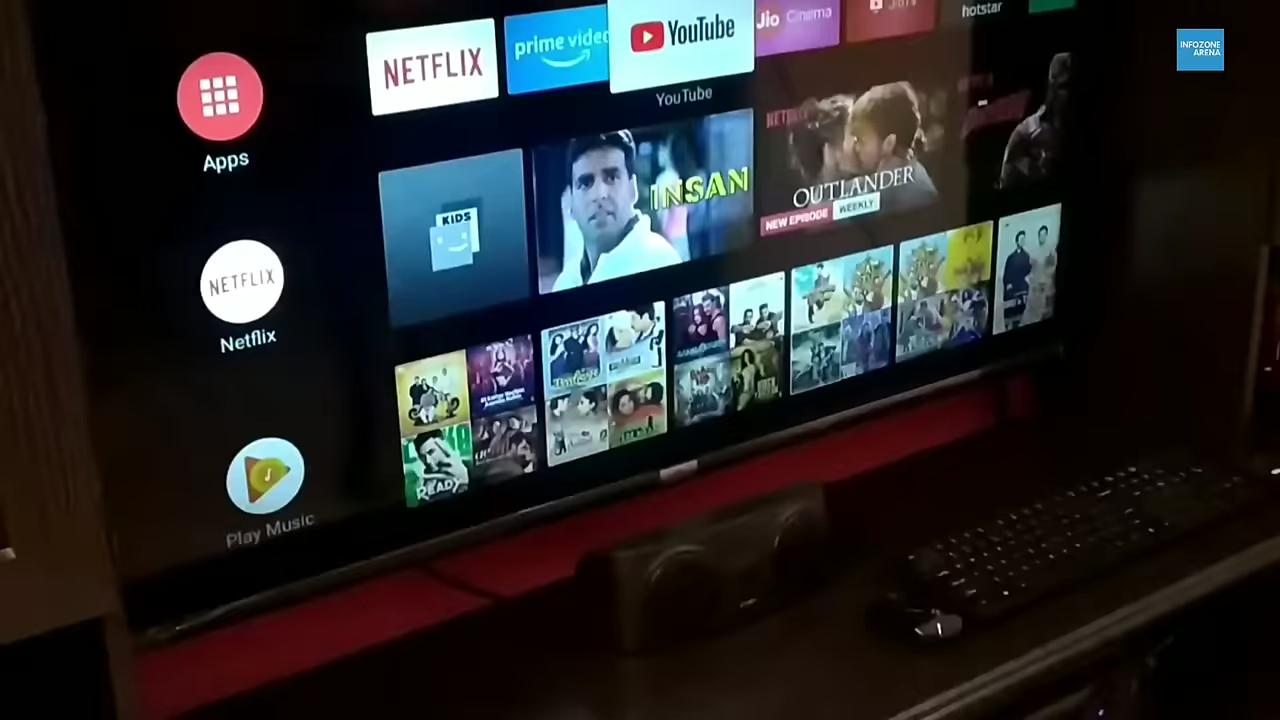 NETFLIX
prime video
YouTube
Jio Cinema
hotstar
INFOZONE
ARENA
YouTube
Apps
KIDS
INSAN
NETFLIX
OUTLANDER
NEW EPISODE WEEKLY
NETFLIX
Netflix
READY
Play Music